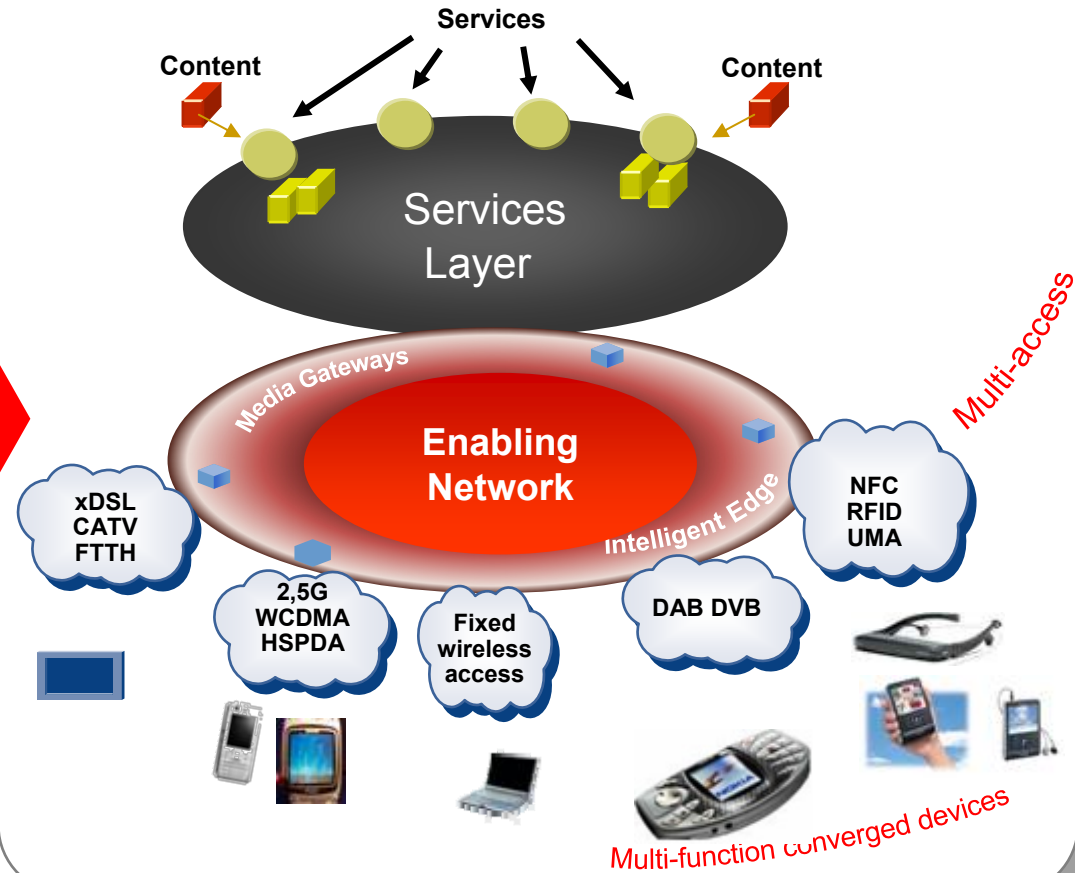 Services
Content
Content
Services
Layer
Multi-access
Media Gateways
Enabling
Network
Intelligent Edge
xDSL
CATV
FTTH
NFC
RFID
UMA
2,5G
WCDMA
HSPDA
Fixed
wireless
access
DAB DVB
NOKIA
Multi-function converged devices